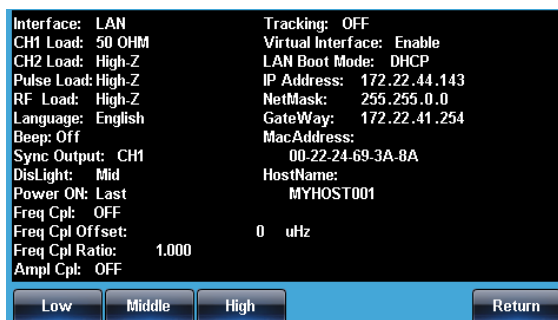 Interface: LAN
CH1 Load: 50 OHM
CH2 Load: High-Z
Pulse Load: High-Z
RF Load: High-Z
Language: English
Beep: Off
Sync Output: CH1
DisLight: Mid
Power ON: Last
Freq Cpl: OFF
Freq Cpl Offset: 0 uHz
Freq Cpl Ratio: 1.000
Ampl Cpl: OFF
Tracking: OFF
Virtual Interface: Enable
LAN Boot Mode: DHCP
IP Address: 172.22.44.143
NetMask: 255.255.0.0
GateWay: 172.22.41.254
MacAddress:
00-22-24-69-3A-8A
HostName:
MYHOST001
Low Middle High Return